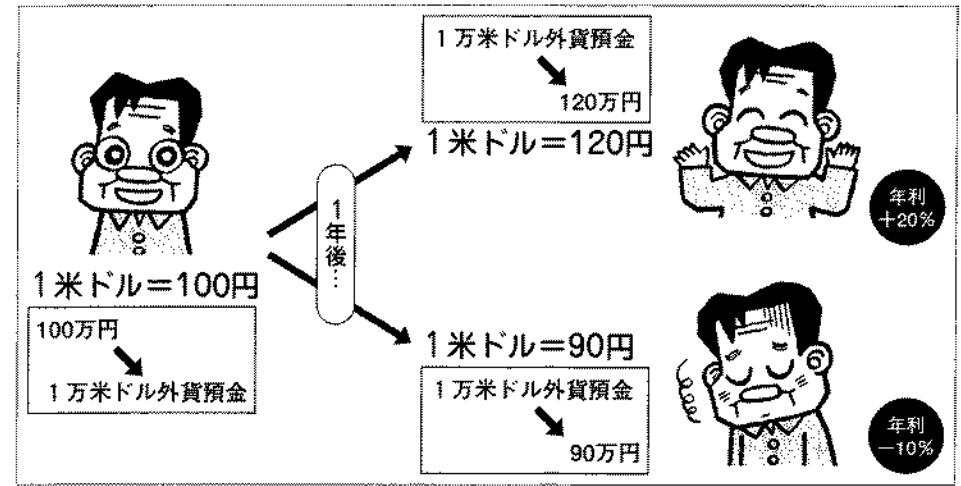 1米ドル＝100円
100万円
1万米ドル外貨預金
1年後…
1万米ドル外貨預金
120万円
1米ドル＝120円
年利
＋20%
1米ドル＝90円
1万米ドル外貨預金
90万円
年利
－10%